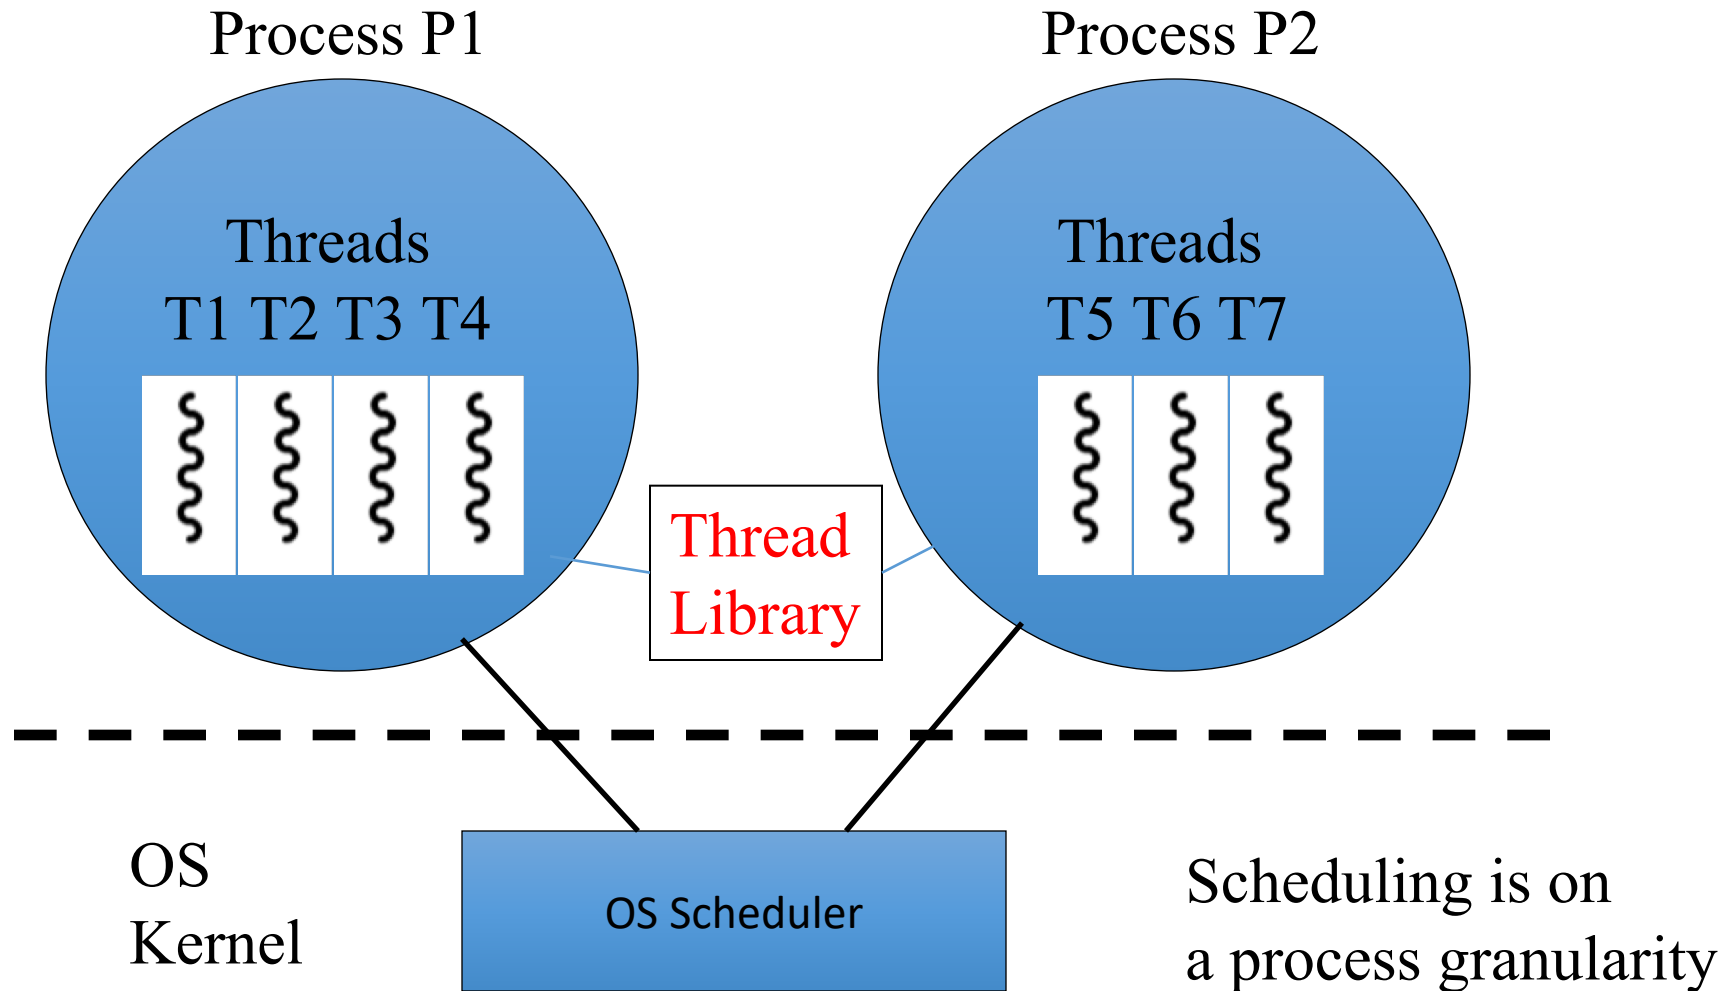 Process P1
Process P2
Threads
T1 T2 T3 T4
Threads
T5 T6 T7
Thread
Library
OS
Kernel
OS Scheduler
Scheduling is on
a process granularity